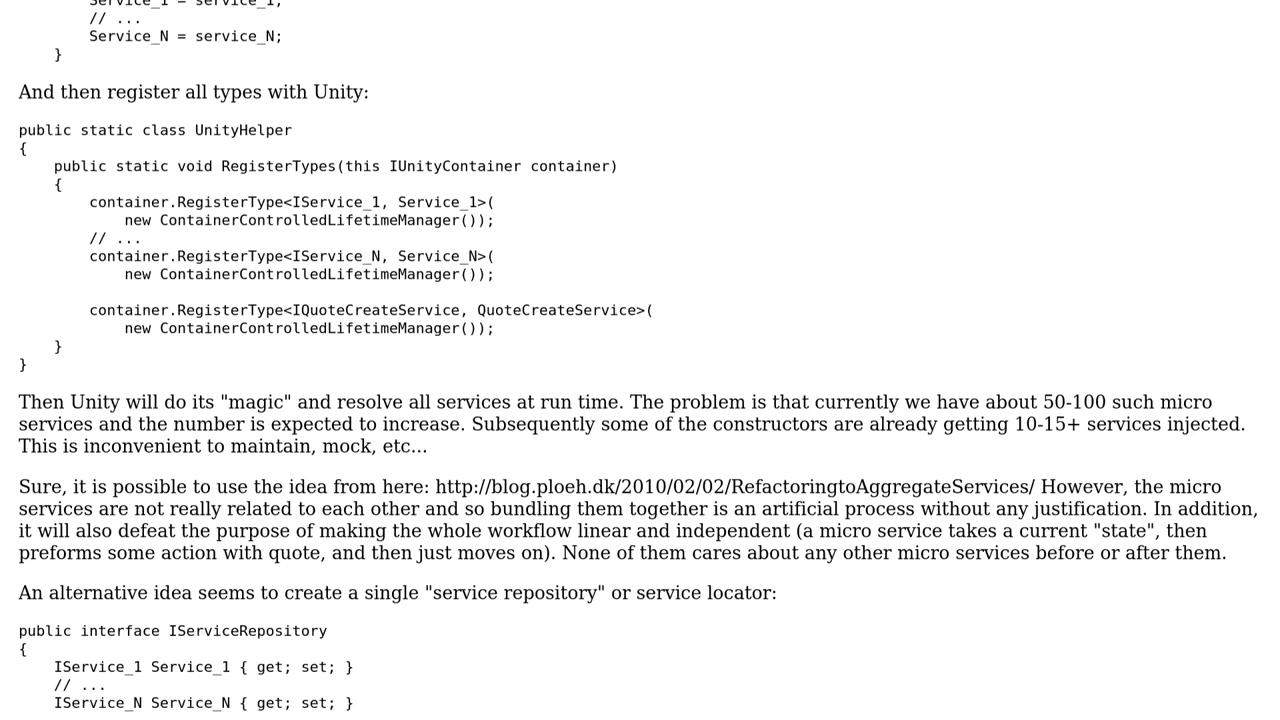 Service_1 = service_1;
// ...
Service_N = service_N;
}
And then register all types with Unity:
public static class UnityHelper
{
public static void RegisterTypes(this IUnityContainer container)
{
container.RegisterType<IService_1, Service_1>(
new ContainerControlledLifetimeManager());
// ...
container.RegisterType<IService_N, Service_N>(
new ContainerControlledLifetimeManager());
container.RegisterType<IQuoteCreateService, QuoteCreateService>(
new ContainerControlledLifetimeManager());
}
}
Then Unity will do its "magic" and resolve all services at run time. The problem is that currently we have about 50-100 such micro
services and the number is expected to increase. Subsequently some of the constructors are already getting 10-15+ services injected.
This is inconvenient to maintain, mock, etc...
Sure, it is possible to use the idea from here: http://blog.ploeh.dk/2010/02/02/RefactoringtoAggregateServices/ However, the micro
services are not really related to each other and so bundling them together is an artificial process without any justification. In addition,
it will also defeat the purpose of making the whole workflow linear and independent (a micro service takes a current "state", then
preforms some action with quote, and then just moves on). None of them cares about any other micro services before or after them.
An alternative idea seems to create a single "service repository" or service locator:
public interface IServiceRepository
{
IService_1 Service_1 { get; set; }
// ...
IService_N Service_N { get; set; }